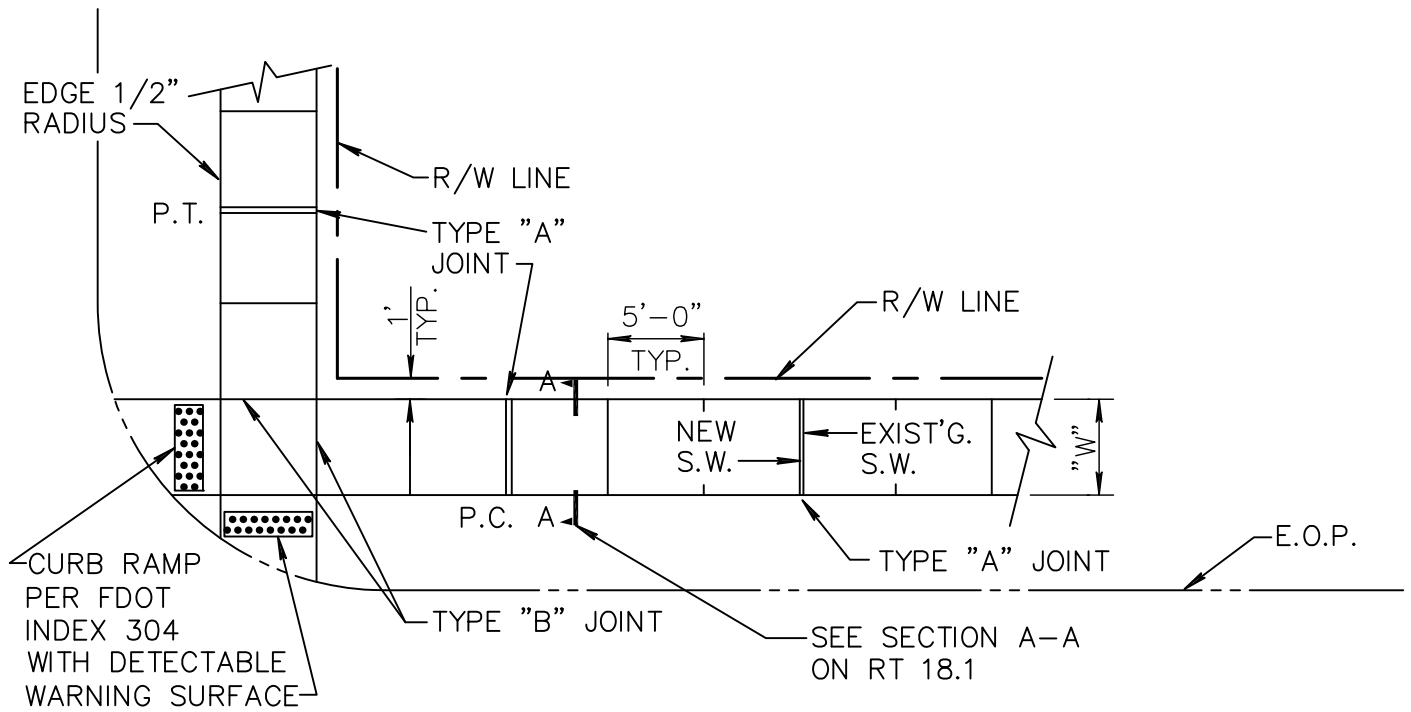 EDGE 1/2"
RADIUS
R/W LINE
P.T.
TYPE "A"
JOINT
1'
TYP.
5'-0"
TYP.
R/W LINE
A
NEW
S.W.
EXIST'G.
S.W.
"W"
P.C.
A
TYPE "A" JOINT
E.O.P.
CURB RAMP
PER FDOT
INDEX 304
WITH DETECTABLE
WARNING SURFACE
TYPE "B" JOINT
SEE SECTION A-A
ON RT 18.1